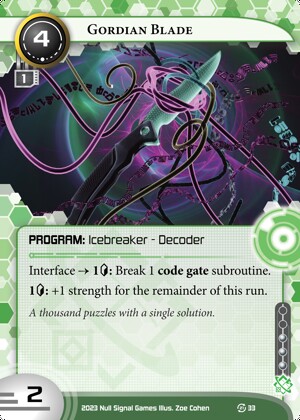 Gordian Blade
4
1
PROGRAM: Icebreaker - Decoder
Interface → 1: Break 1 code gate subroutine.
1: +1 strength for the remainder of this run.
A thousand puzzles with a single solution.
2
2023 Null Signal Games Illus. Zoe Cohen 33